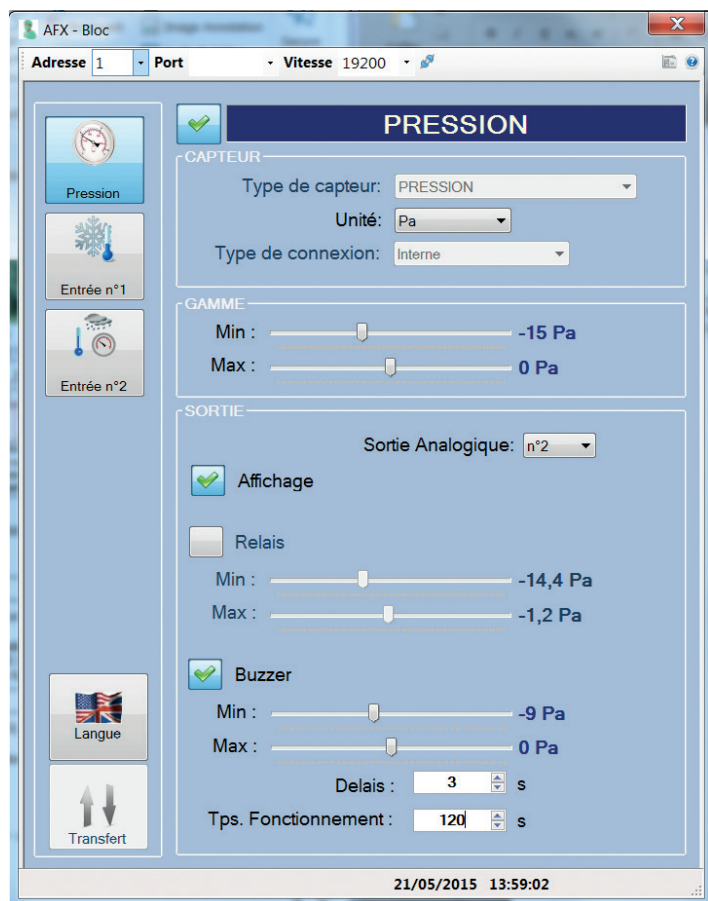 AFX - Bloc
Adresse 1 Port Vitesse 19200
PRESSION
Pression
Entrée n°1
Entrée n°2
Langue
Transfert
CAPTEUR
Type de capteur: PRESSION
Unité: Pa
Type de connexion: Interne
GAMME
Min : -15 Pa
Max : 0 Pa
SORTIE
Sortie Analogique: n°2
Affichage
Relais
Min : -14,4 Pa
Max : -1,2 Pa
Buzzer
Min : -9 Pa
Max : 0 Pa
Delais : 3 s
Tps. Fonctionnement : 120 s
21/05/2015 13:59:02